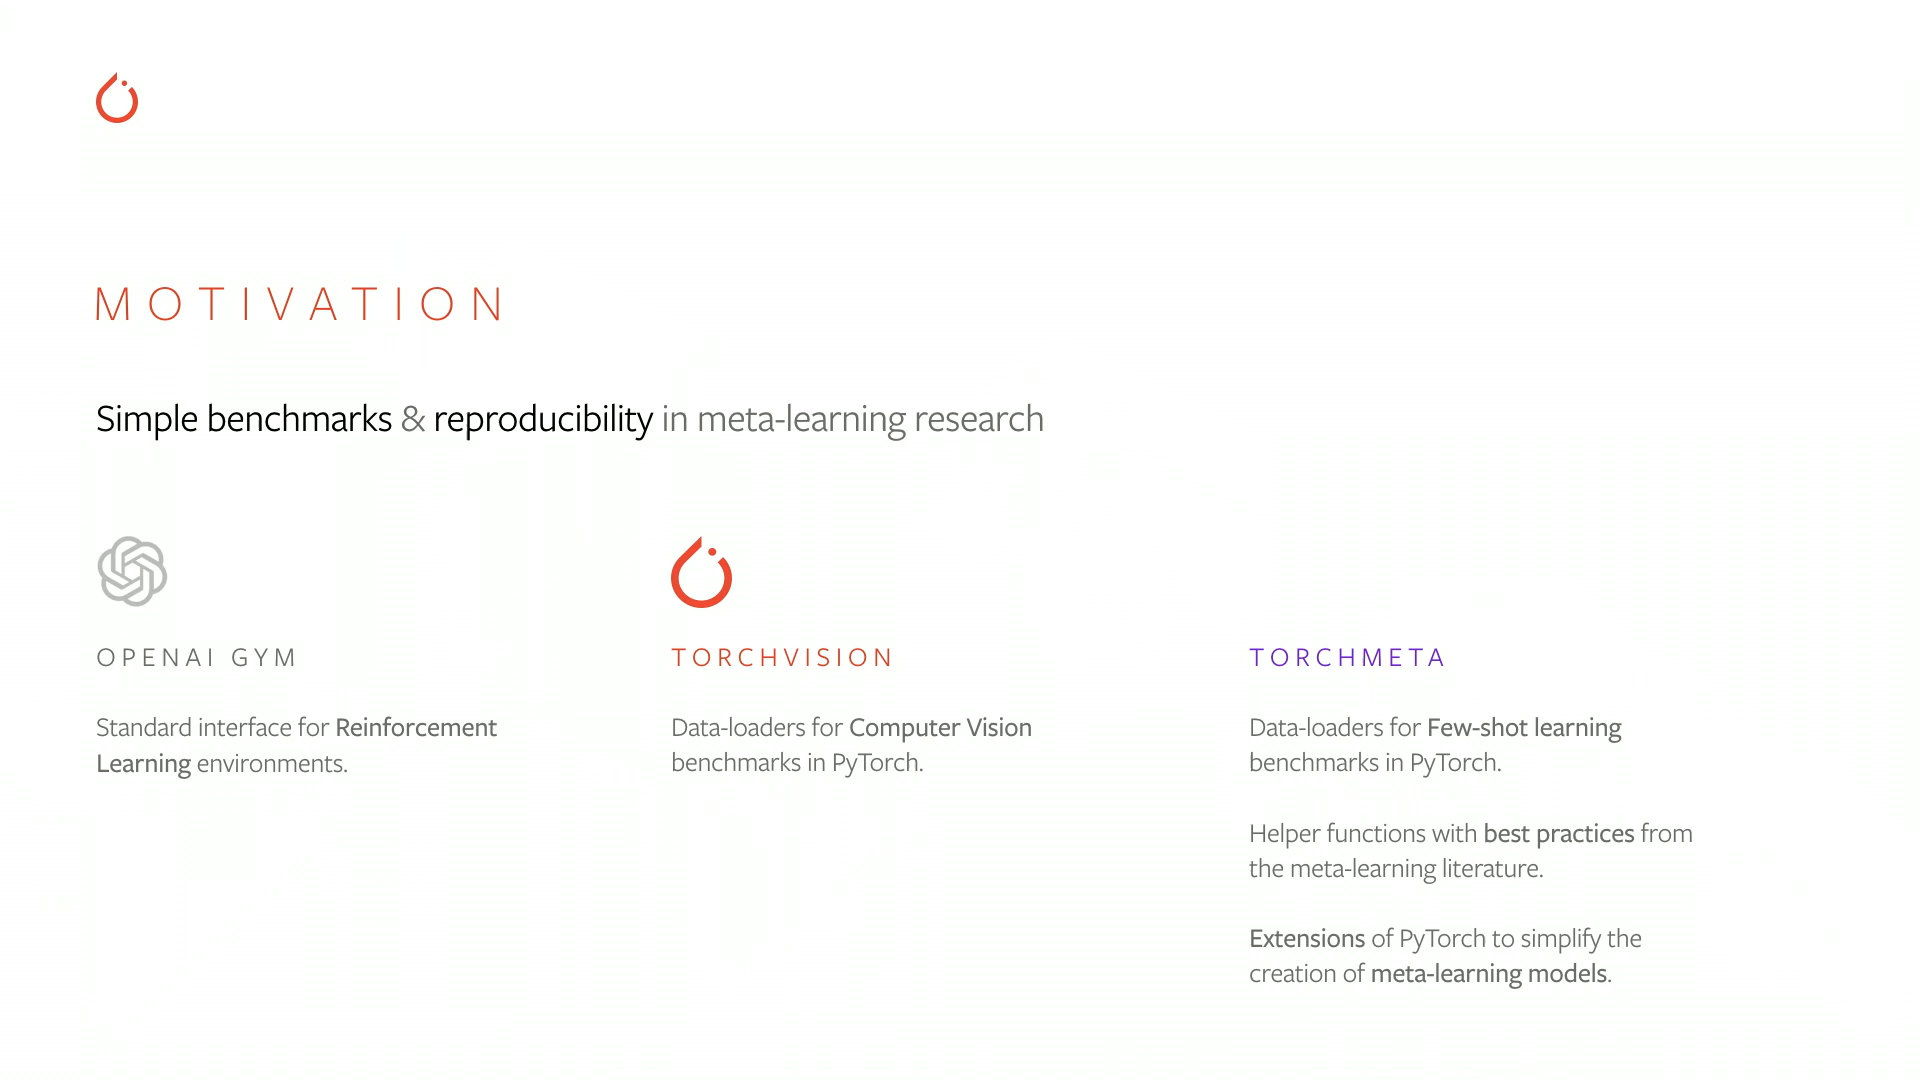 MOTIVATION
Simple benchmarks & reproducibility in meta-learning research
OPENAI GYM
Standard interface for Reinforcement
Learning environments.
TORCHVISION
Data-loaders for Computer Vision
benchmarks in PyTorch.
TORCHMETA
Data-loaders for Few-shot learning
benchmarks in PyTorch.
Helper functions with best practices from
the meta-learning literature.
Extensions of PyTorch to simplify the
creation of meta-learning models.